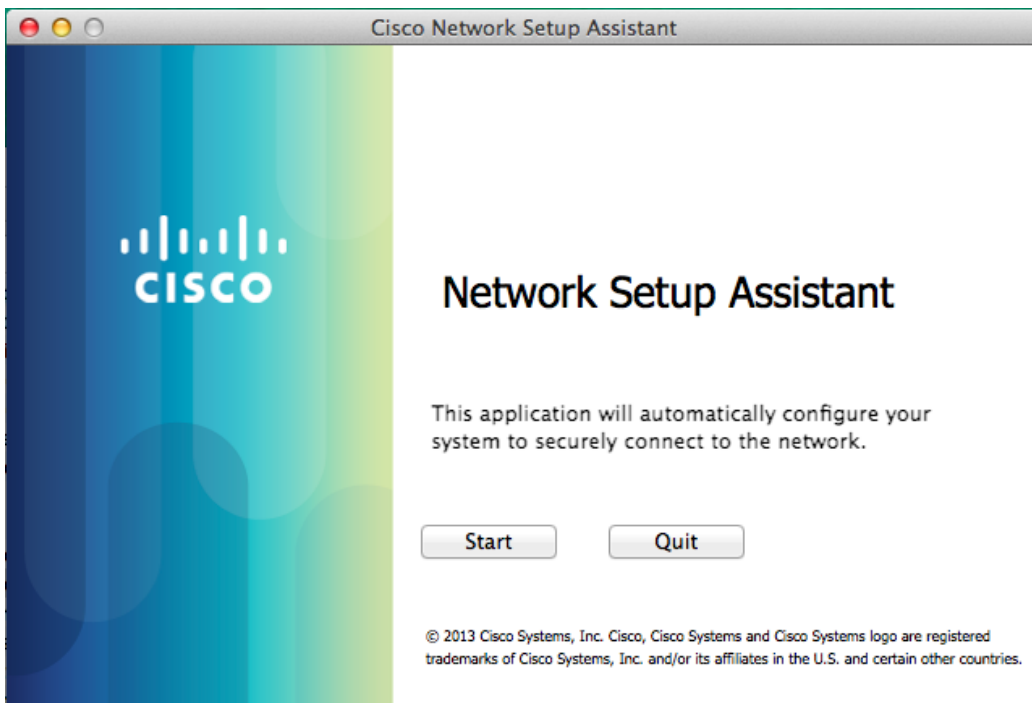 Cisco Network Setup Assistant
CISCO
Network Setup Assistant
This application will automatically configure your
system to securely connect to the network.
Start
Quit
© 2013 Cisco Systems, Inc. Cisco, Cisco Systems and Cisco Systems logo are registered
trademarks of Cisco Systems, Inc. and/or its affiliates in the U.S. and certain other countries.